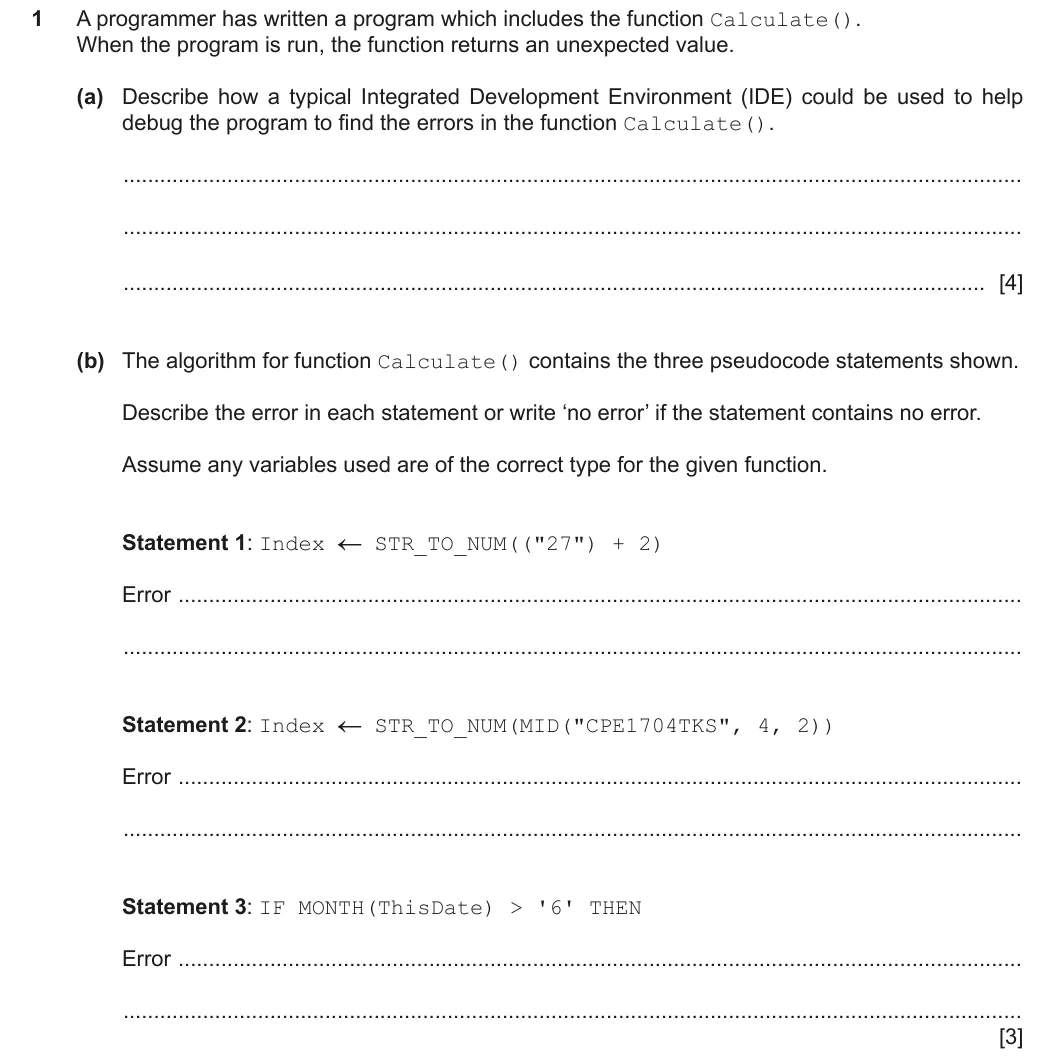 1 A programmer has written a program which includes the function Calculate().
When the program is run, the function returns an unexpected value.
(a) Describe how a typical Integrated Development Environment (IDE) could be used to help
debug the program to find the errors in the function Calculate().
..........................................................................................
..........................................................................................
.......................................................................................... [4]
(b) The algorithm for function Calculate() contains the three pseudocode statements shown.
Describe the error in each statement or write ‘no error’ if the statement contains no error.
Assume any variables used are of the correct type for the given function.
Statement 1: Index ← STR_TO_NUM(("27") + 2)
Error ..........................................................................................
..........................................................................................
Statement 2: Index ← STR_TO_NUM(MID("CPE1704TKS", 4, 2))
Error ..........................................................................................
..........................................................................................
Statement 3: IF MONTH(ThisDate) > '6' THEN
Error ..........................................................................................
..........................................................................................
[3]